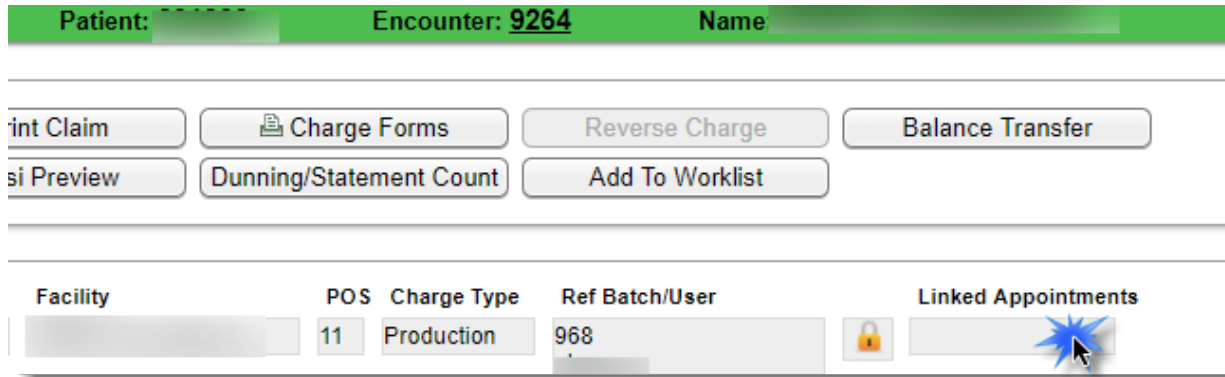 Patient: Encounter: 9264 Name:
rint Claim Charge Forms Reverse Charge Balance Transfer
si Preview Dunning/Statement Count Add To Worklist
Facility POS Charge Type Ref Batch/User Linked Appointments
11 Production 968